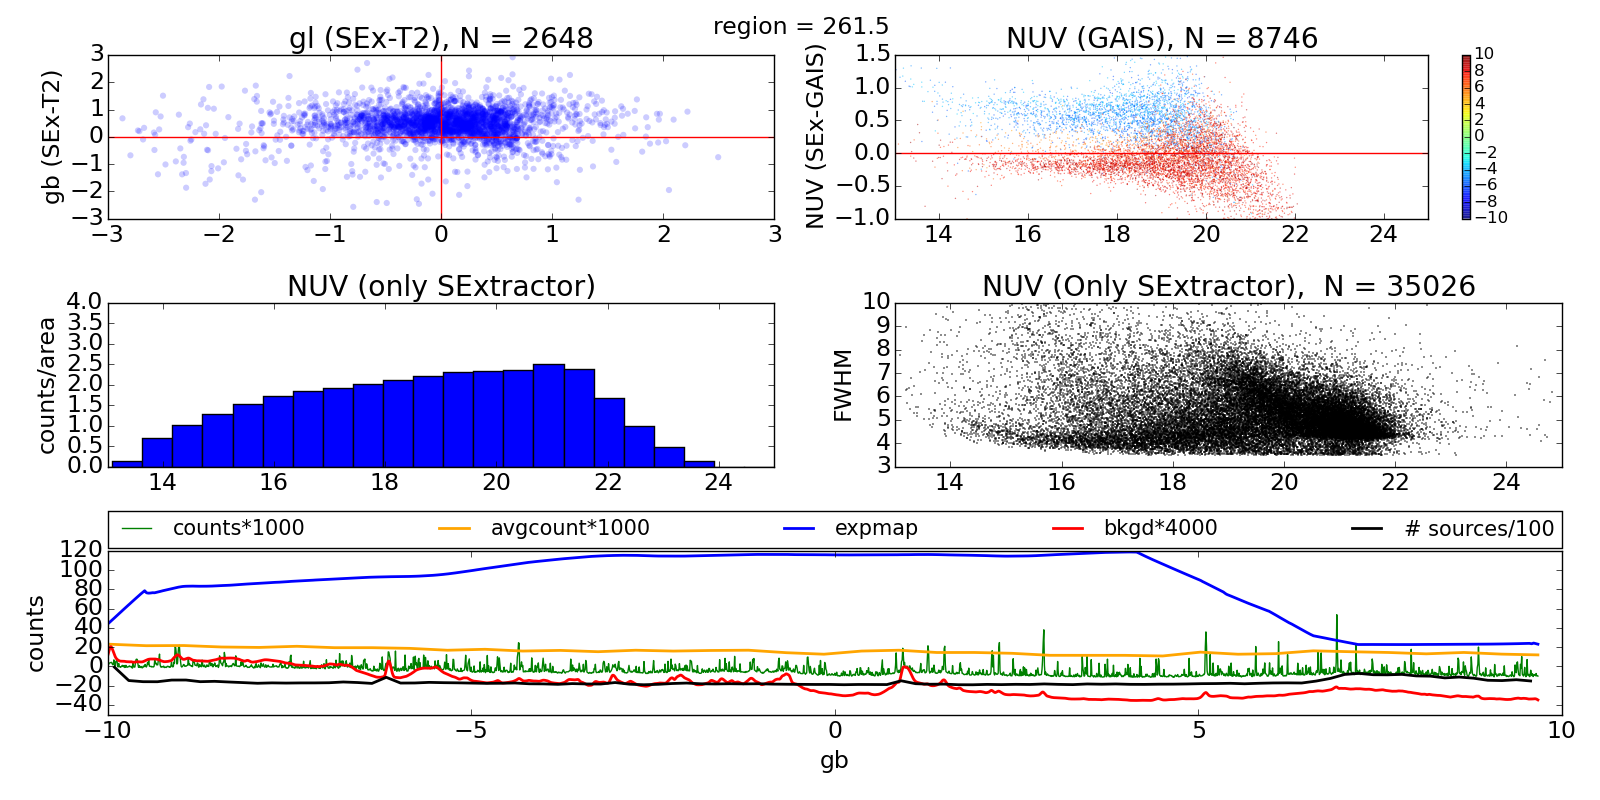 region = 261.5
gl (SEx-T2), N = 2648
gb (SEx-T2)
3
2
1
0
−1
−2
−3
−3 −2 −1 0 1 2 3
NUV (GAIS), N = 8746
NUV (SEx-GAIS)
1.5
1.0
0.5
0.0
−0.5
−1.0
14 16 18 20 22 24
10
8
6
4
2
0
−2
−4
−6
−8
−10
NUV (only SExtractor)
counts/area
4.0
3.5
3.0
2.5
2.0
1.5
1.0
0.5
0.0
14 16 18 20 22 24
NUV (Only SExtractor), N = 35026
FWHM
10
9
8
7
6
5
4
3
14 16 18 20 22 24
counts*1000 avgcount*1000 expmap bkgd*4000 # sources/100
counts
120
100
80
60
40
20
0
−20
−40
−10 −5 0 5 10
gb